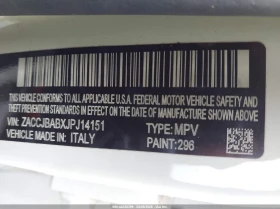 THIS VEHICLE CONFORMS TO ALL APPLICABLE U.S.A. FEDERAL MOTOR VEHICLE SAFETY AND
THEFT PREVENTION STANDARDS IN EFFECT ON THE DATE OF MANUFACTURE SHOWN ABOVE.
VIN: ZACCJBABXJPJ14151 TYPE: MPV
VEHICLE MADE IN: ITALY PAINT: 296